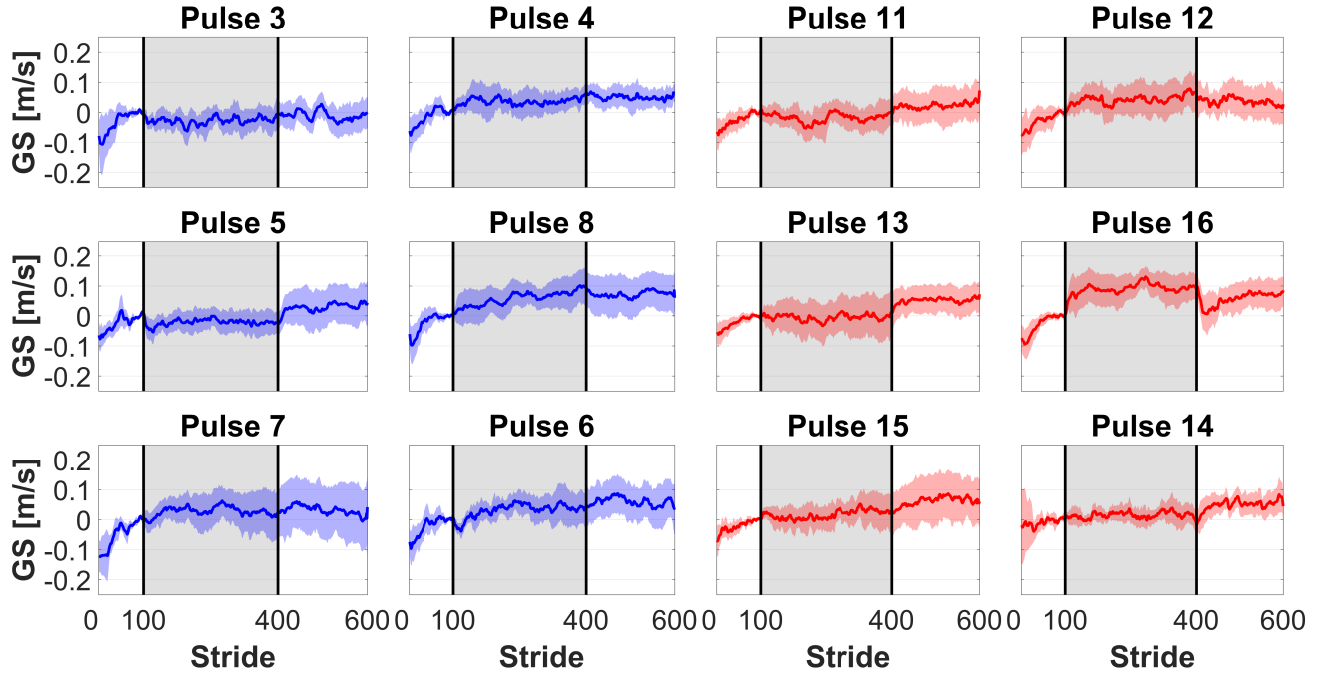 Pulse 3 Pulse 4 Pulse 11 Pulse 12
GS [m/s]
0.2
0.1
0
-0.1
-0.2
Pulse 5 Pulse 8 Pulse 13 Pulse 16
GS [m/s]
0.2
0.1
0
-0.1
-0.2
Pulse 7 Pulse 6 Pulse 15 Pulse 14
GS [m/s]
0.2
0.1
0
-0.1
-0.2
0 100 400 600 0 100 400 600 0 100 400 600 0 100 400 600
Stride Stride Stride Stride